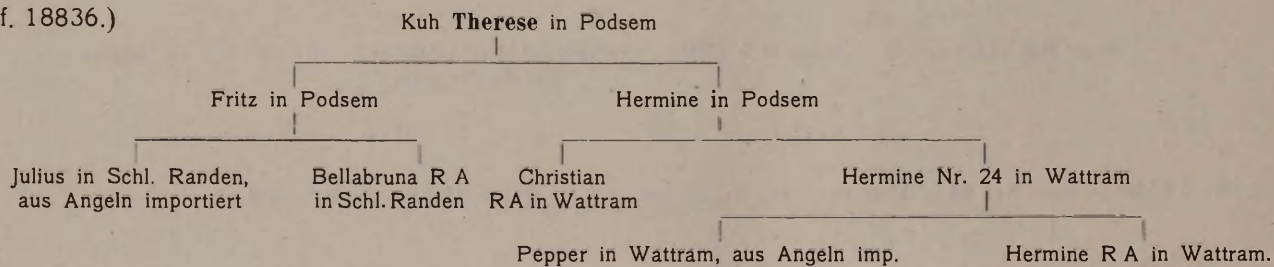 f. 18836.)
Kuh Therese in Podsem
Fritz in Podsem
Hermine in Podsem
Julius in Schl. Randen,
aus Angeln importiert
Bellabruna R A
in Schl. Randen
Christian
R A in Wattram
Hermine Nr. 24 in Wattram
Pepper in Wattram, aus Angeln imp.
Hermine R A in Wattram.